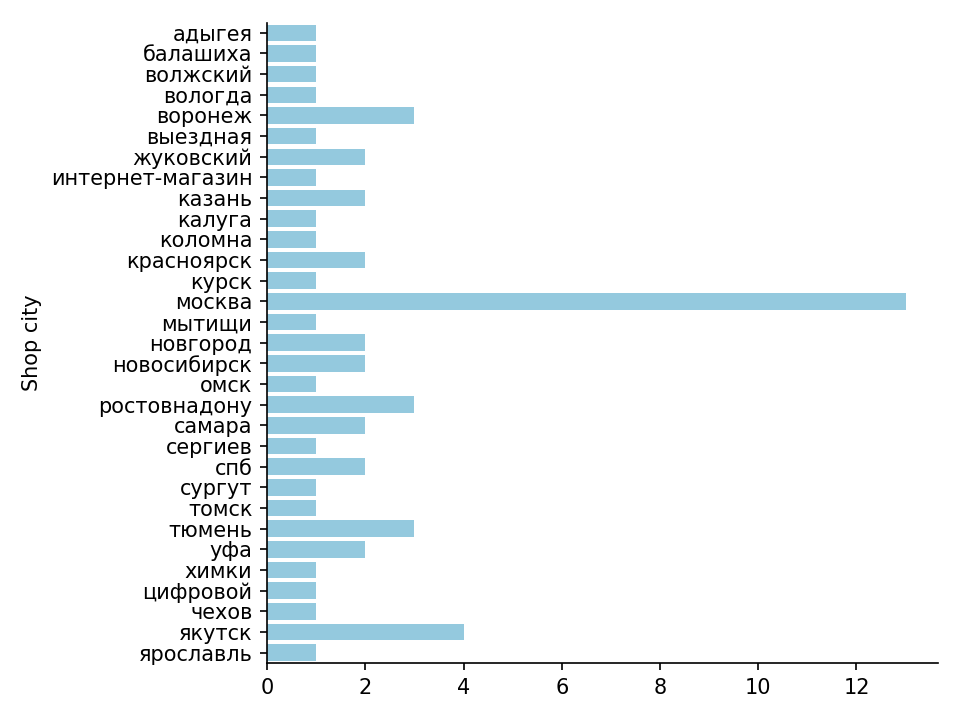 адыгея
балашиха
волжский
вологда
воронеж
выездная
жуковский
интернет-магазин
казань
калуга
коломна
красноярск
курск
москва
мытищи
новгород
новосибирск
омск
ростовнадону
самара
сергиев
спб
сургут
томск
тюмень
уфа
химки
цифровой
чехов
якутск
ярославль
Shop city
0 2 4 6 8 10 12